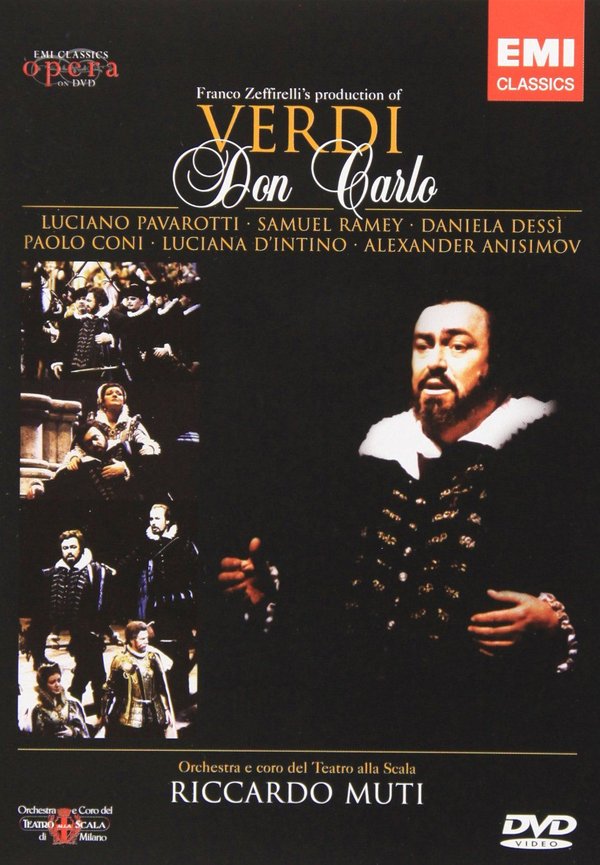 EMI CLASSICS
opera
ON DVD
EMI
CLASSICS
Franco Zeffirelli's production of
VERDI
Don Carlo
LUCIANO PAVAROTTI · SAMUEL RAMEY · DANIELA DESSÌ
PAOLO CONI · LUCIANA D'INTINO · ALEXANDER ANISIMOV
Orchestra e coro del Teatro alla Scala
RICCARDO MUTI
Orchestra e Coro del
TEATRO ALLA SCALA
di Milano
DVD
VIDEO